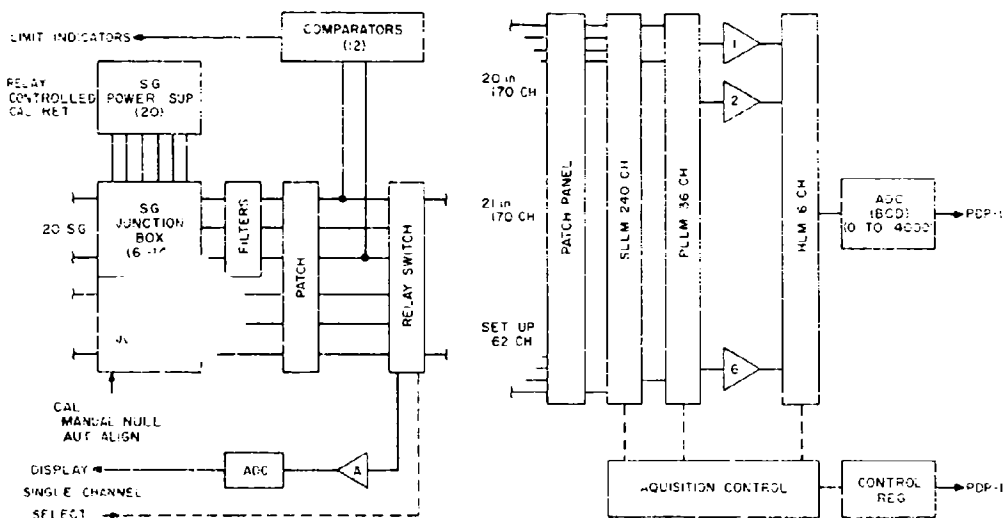 COMPARATORS
(12)
LIMIT INDICATORS
RELAY
CONTROLLED
CAL RET
SG
POWER SUP
(20)
20 SG
SG
JUNCTION
BOX
FILTERS
PATCH
RELAY SWITCH
CAL
MANUAL NULL
AUT ALIGN
DISPLAY
ADC
A
SINGLE CHANNEL
SELECT
20 in
170 CH
21 in
170 CH
SET UP
62 CH
PATCH PANEL
SLLM 240 CH
PLLM 36 CH
1
2
6
HLM 6 CH
ADC
(BCD)
(0 TO 4000)
PDP-1
AQUISITION CONTROL
CONTROL
REG
PDP-1